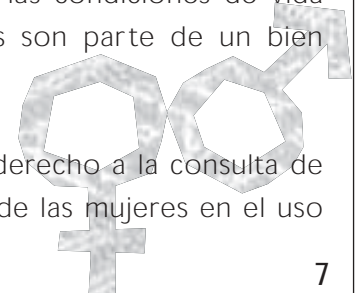 las condiciones de vida
s son parte de un bien
derecho a la consulta de
de las mujeres en el uso
7